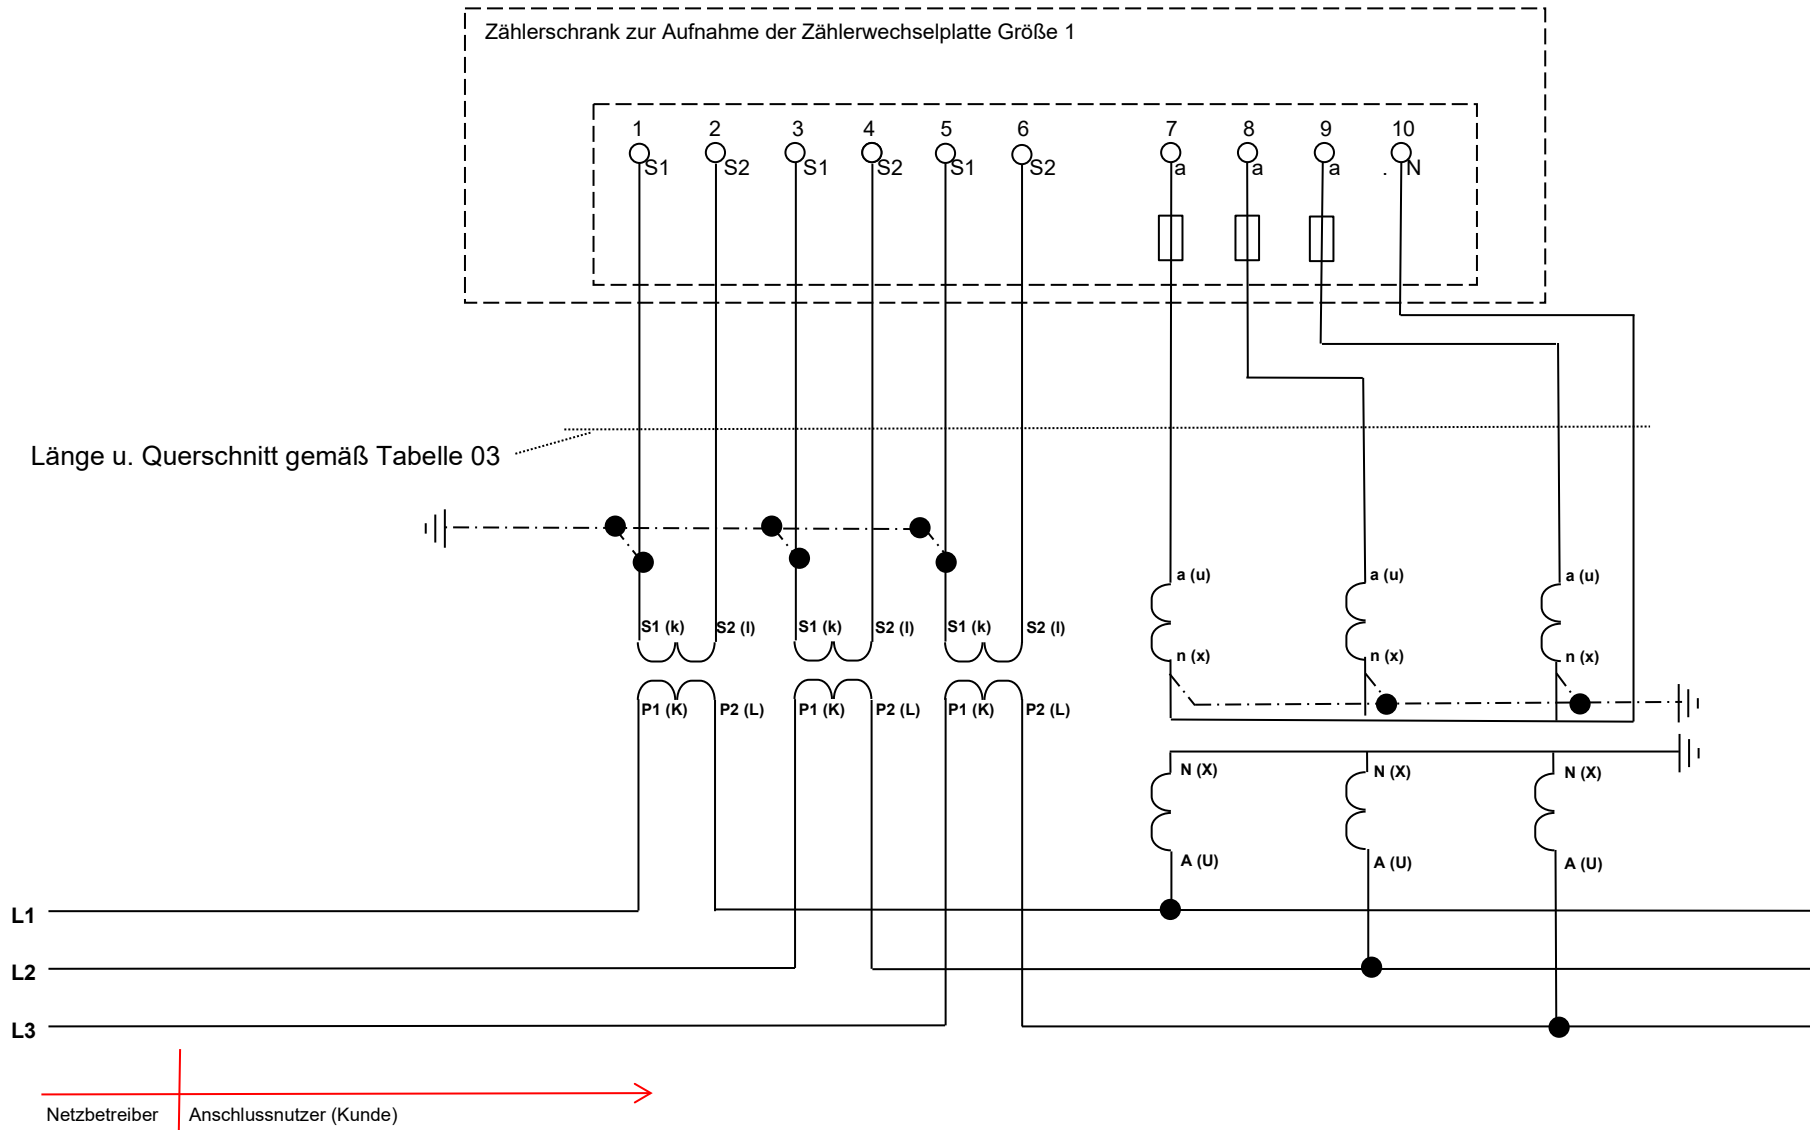 Zählerschrank zur Aufnahme der Zählerwechselplatte Größe 1
1 2 3 4 5 6 7 8 9 10
S1 S2 S1 S2 S1 S2 a a a . N
Länge u. Querschnitt gemäß Tabelle 03
a (u) a (u) a (u)
S1 (k) S2 (l) S1 (k) S2 (l) S1 (k) S2 (l)
n (x) n (x) n (x)
P1 (K) P2 (L) P1 (K) P2 (L) P1 (K) P2 (L)
N (X) N (X) N (X)
A (U) A (U) A (U)
L1
L2
L3
Netzbetreiber Anschlussnutzer (Kunde)